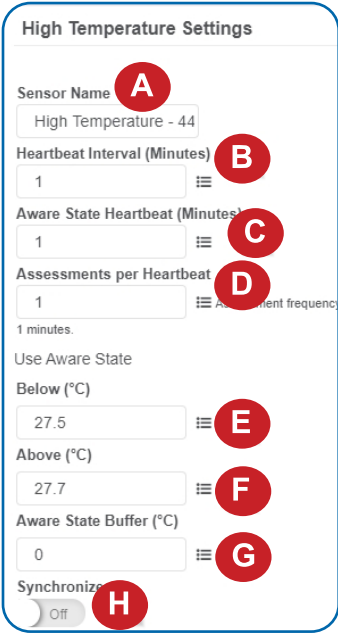 High Temperature Settings
A
Sensor Name
High Temperature - 44
Heartbeat Interval (Minutes)
B
1
Aware State Heartbeat (Minutes)
C
1
Assessments per Heartbeat
D
1
frequency
1 minutes.
Use Aware State
Below (°C)
27.5
E
Above (°C)
27.7
F
Aware State Buffer (°C)
0
G
Synchronize
Off
H